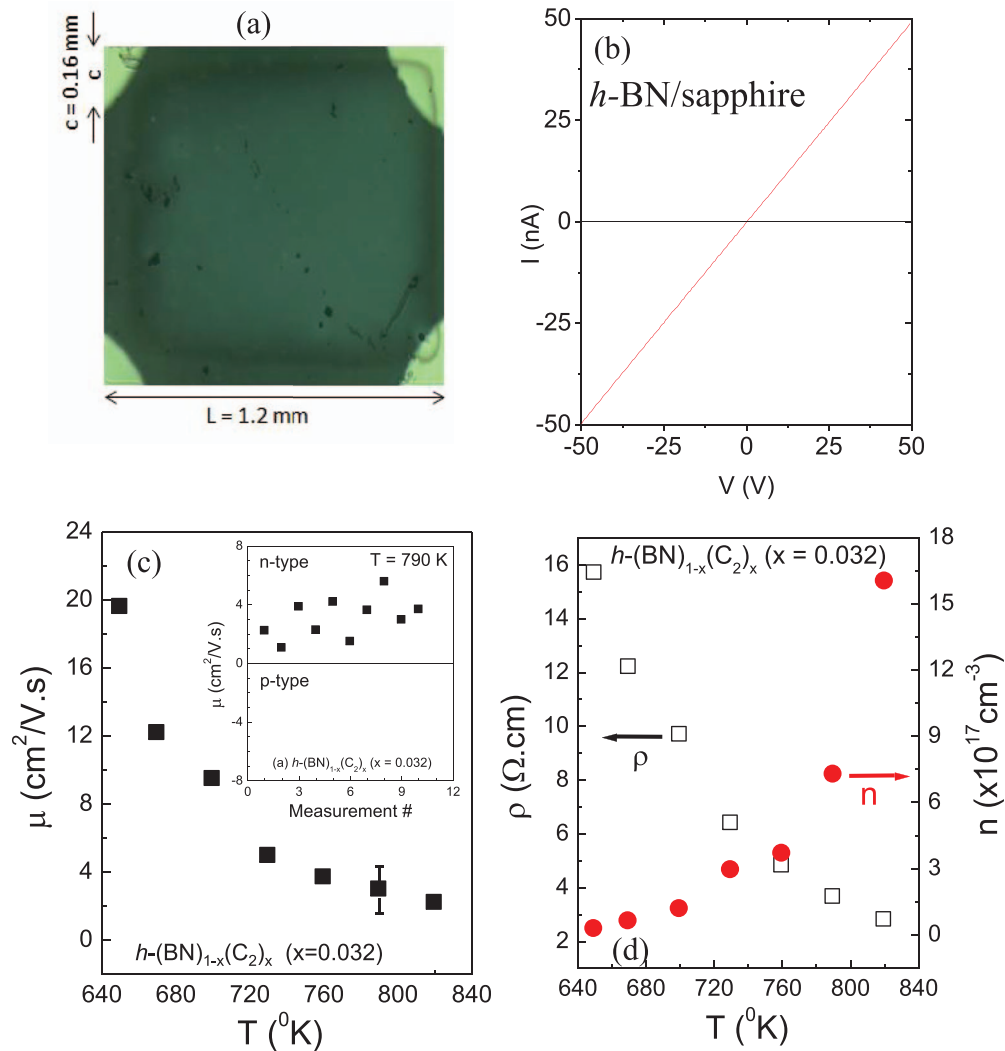 (a)
c = 0.16 mm
c
L = 1.2 mm
(b)
h-BN/sapphire
50
25
0
-25
-50
I (nA)
-50 -25 0 25 50
V (V)
(c)
24
20
16
12
8
4
0
μ (cm²/V.s)
h-(BN)₁₋ₓ(C₂)ₓ (x=0.032)
640 680 720 760 800 840
T (⁰K)
n-type
T = 790 K
8
4
0
-4
-8
μ (cm²/V.s)
p-type
(a) h-(BN)₁₋ₓ(C₂)ₓ (x = 0.032)
0 3 6 9 12
Measurement #
h-(BN)₁₋ₓ(C₂)ₓ (x = 0.032)
16
14
12
10
8
6
4
2
ρ (Ω.cm)
ρ
n
18
15
12
9
6
3
0
n (x10¹⁷cm⁻³)
(d)
640 680 720 760 800 840
T (⁰K)